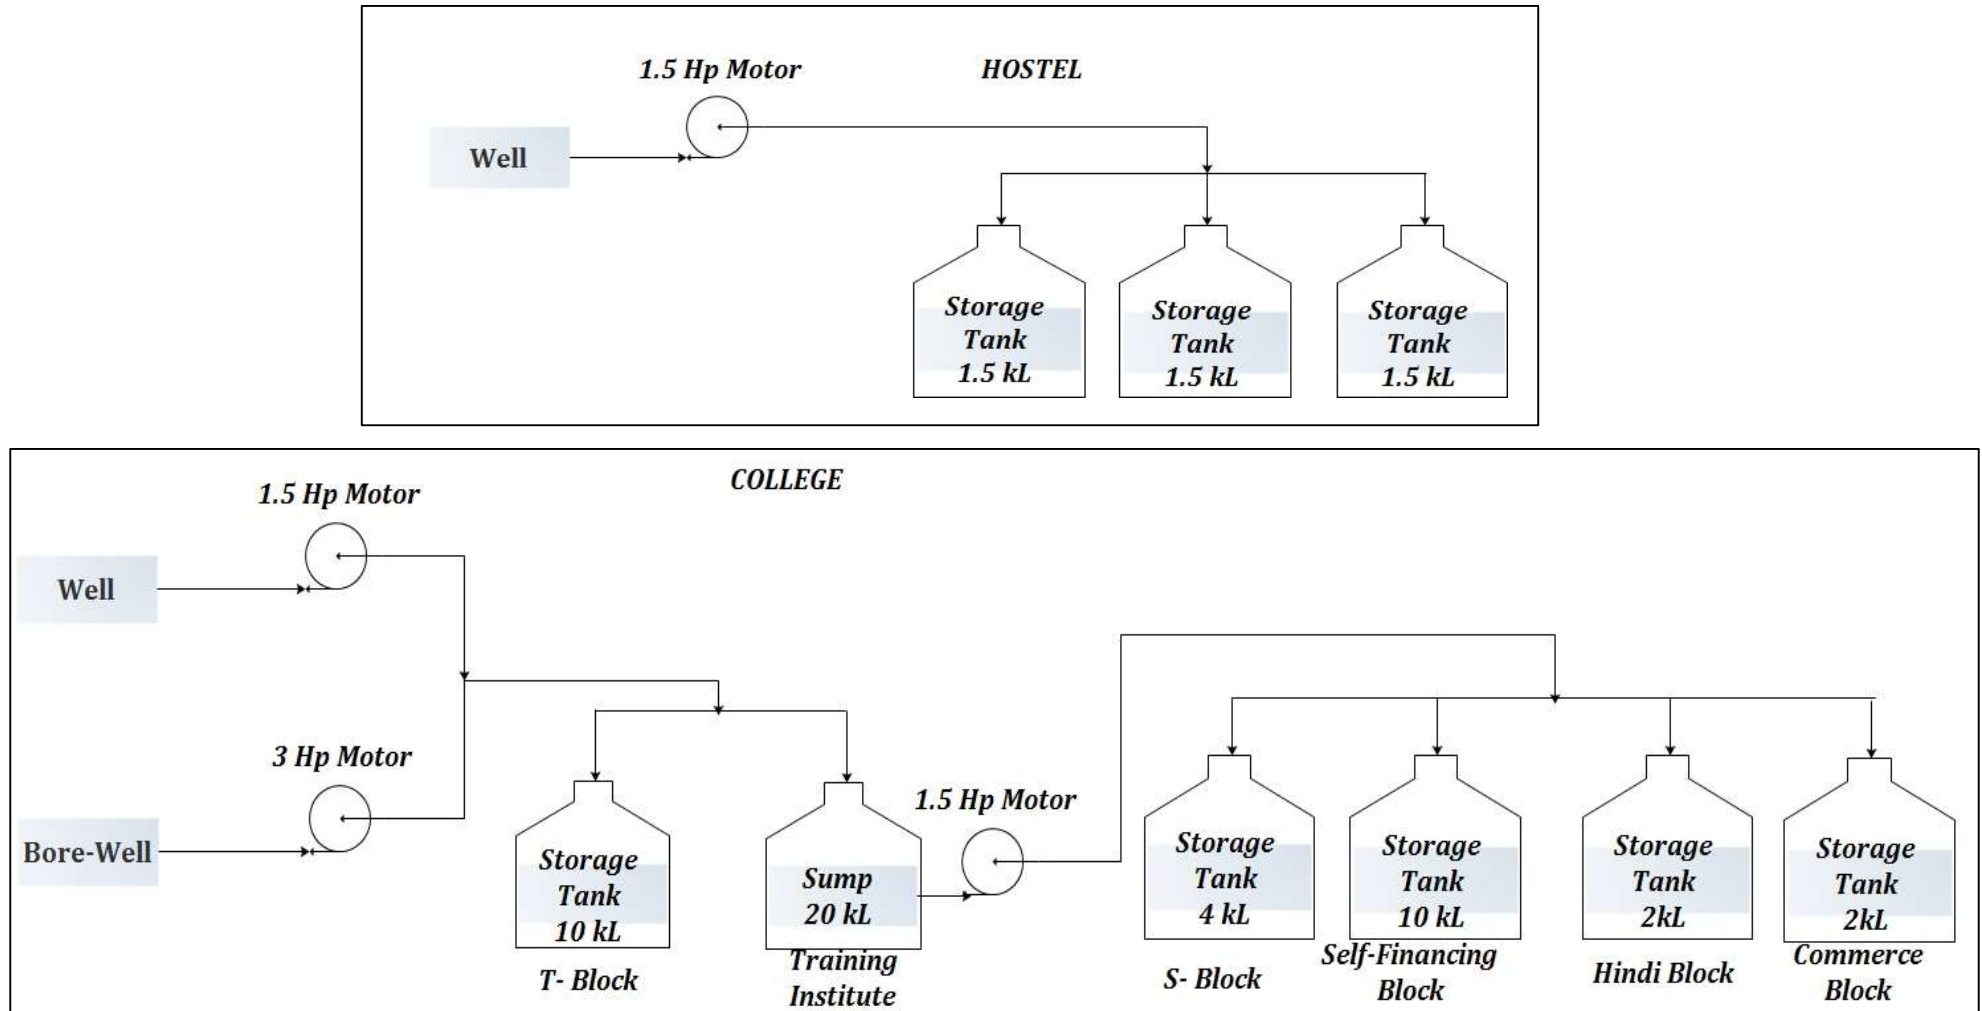 1.5 Hp Motor
HOSTEL
Well
Storage
Tank
1.5 kL
Storage
Tank
1.5 kL
Storage
Tank
1.5 kL
COLLEGE
1.5 Hp Motor
Well
3 Hp Motor
Bore-Well
Storage
Tank
10 kL
T- Block
Sump
20 kL
Training
Institute
1.5 Hp Motor
Storage
Tank
4 kL
S- Block
Storage
Tank
10 kL
Self-Financing
Block
Storage
Tank
2kL
Hindi Block
Storage
Tank
2kL
Commerce
Block